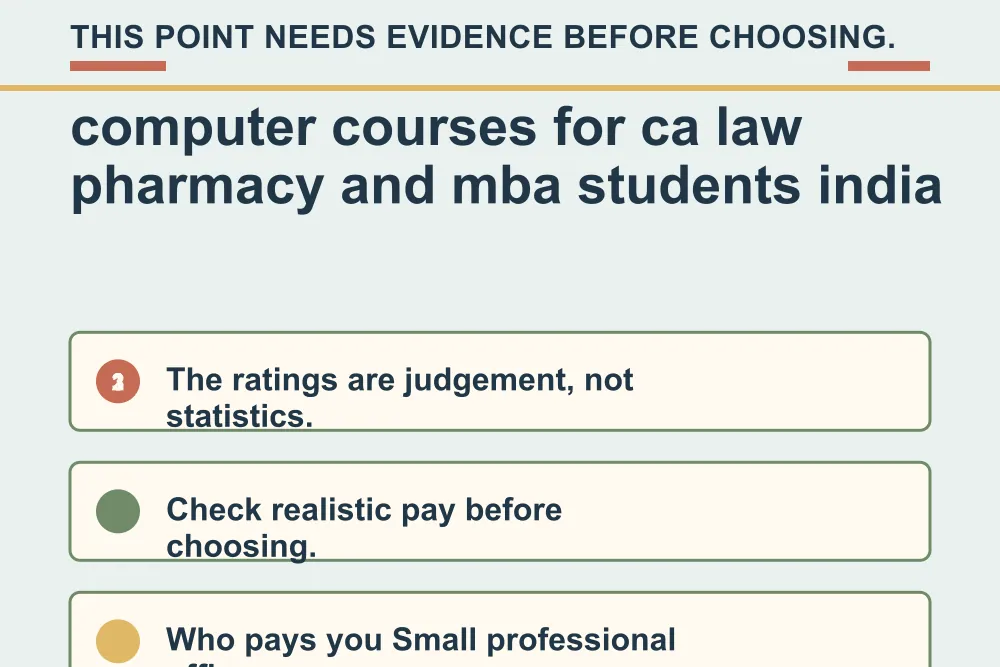 THIS POINT NEEDS EVIDENCE BEFORE CHOOSING.
computer courses for ca law
pharmacy and mba students india
The ratings are judgement, not
statistics.
Check realistic pay before
choosing.
Who pays you Small professional